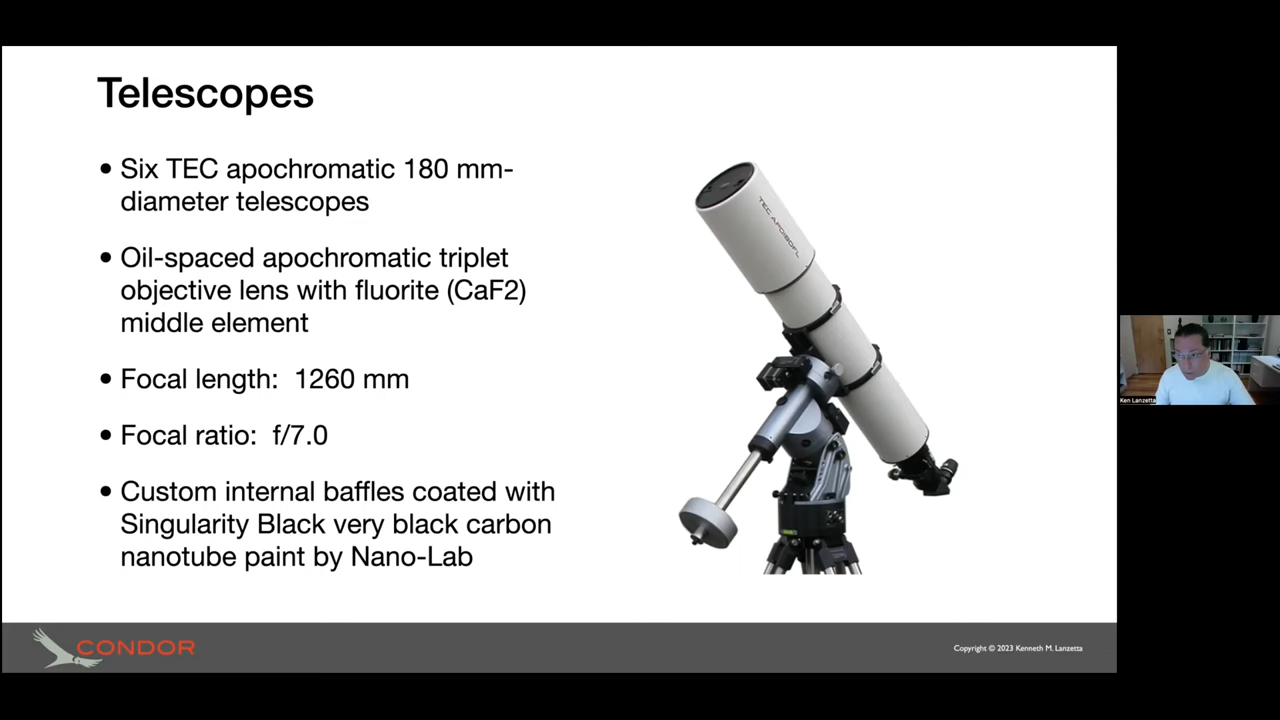 Telescopes
• Six TEC apochromatic 180 mm-
diameter telescopes
• Oil-spaced apochromatic triplet
objective lens with fluorite (CaF2)
middle element
• Focal length:  1260 mm
• Focal ratio:  f/7.0
• Custom internal baffles coated with
Singularity Black very black carbon
nanotube paint by Nano-Lab
TEC APO180FL
Ken Lanzetta
CONDOR
Copyright © 2023 Kenneth M. Lanzetta